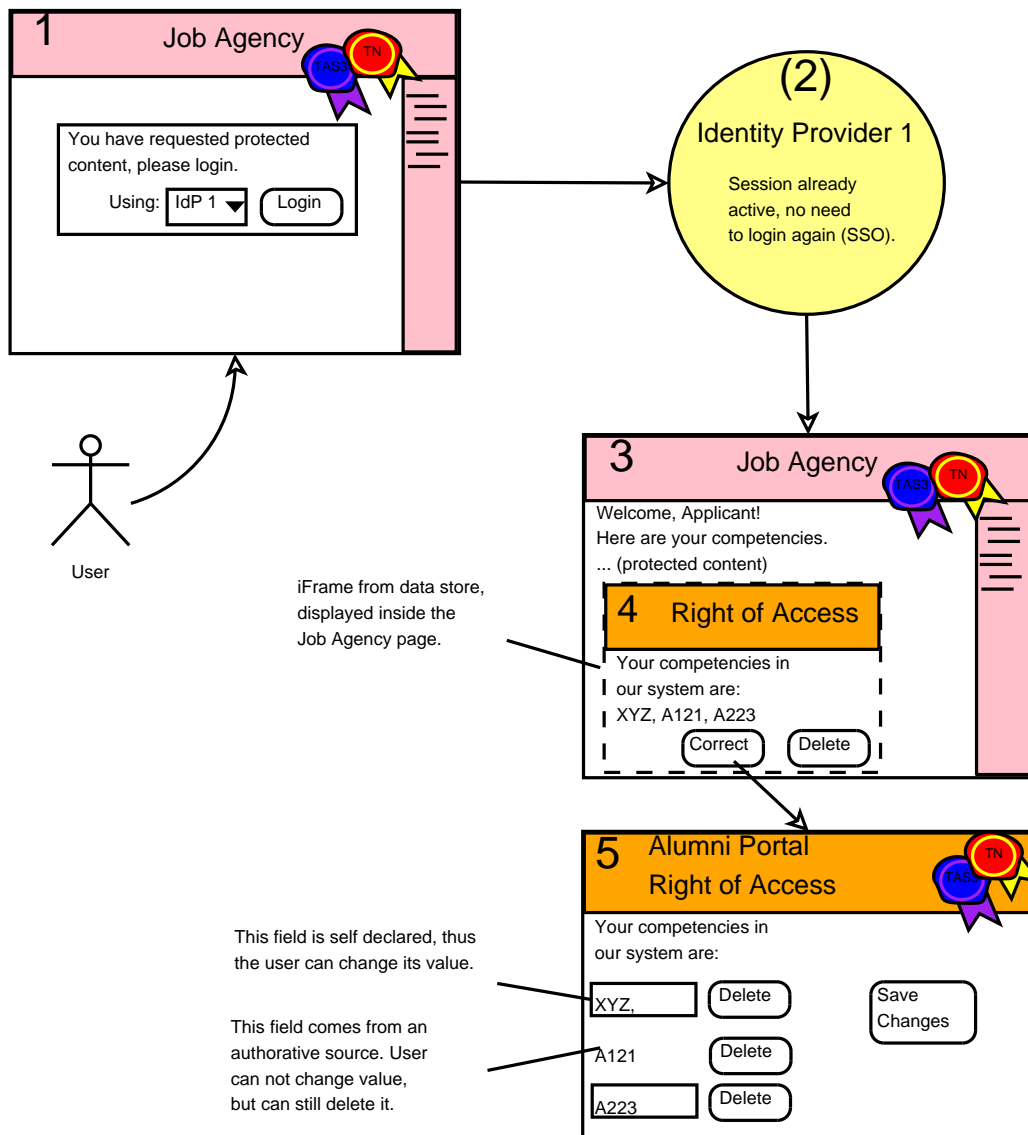 1
Job Agency
TAS3
TN
You have requested protected
content, please login.
Using: IdP 1 Login
(2)
Identity Provider 1
Session already
active, no need
to login again (SSO).
User
3
Job Agency
TAS3
TN
Welcome, Applicant!
Here are your competencies.
... (protected content)
iFrame from data store,
displayed inside the
Job Agency page.
4 Right of Access
Your competencies in
our system are:
XYZ, A121, A223
Correct Delete
5
Alumni Portal
Right of Access
TAS3
TN
Your competencies in
our system are:
This field is self declared, thus
the user can change its value.
XYZ, Delete
Save
Changes
This field comes from an
authorative source. User
can not change value,
but can still delete it.
A121 Delete
A223 Delete